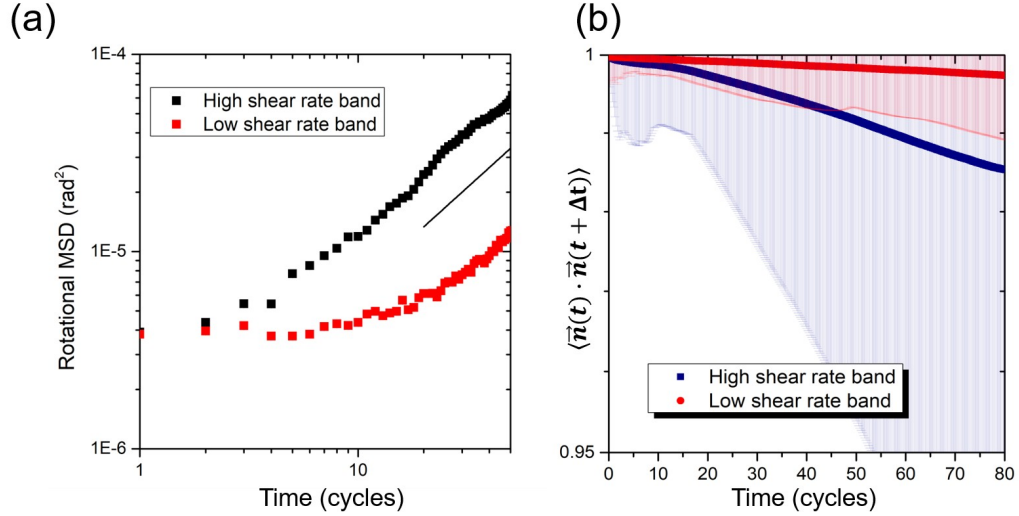 (a)
1E-4
High shear rate band
Low shear rate band
Rotational MSD (rad²)
1E-5
1E-6
1
10
Time (cycles)
(b)
1
⟨n⃗(t) · n⃗(t + Δt)⟩
High shear rate band
Low shear rate band
0.95
0 10 20 30 40 50 60 70 80
Time (cycles)